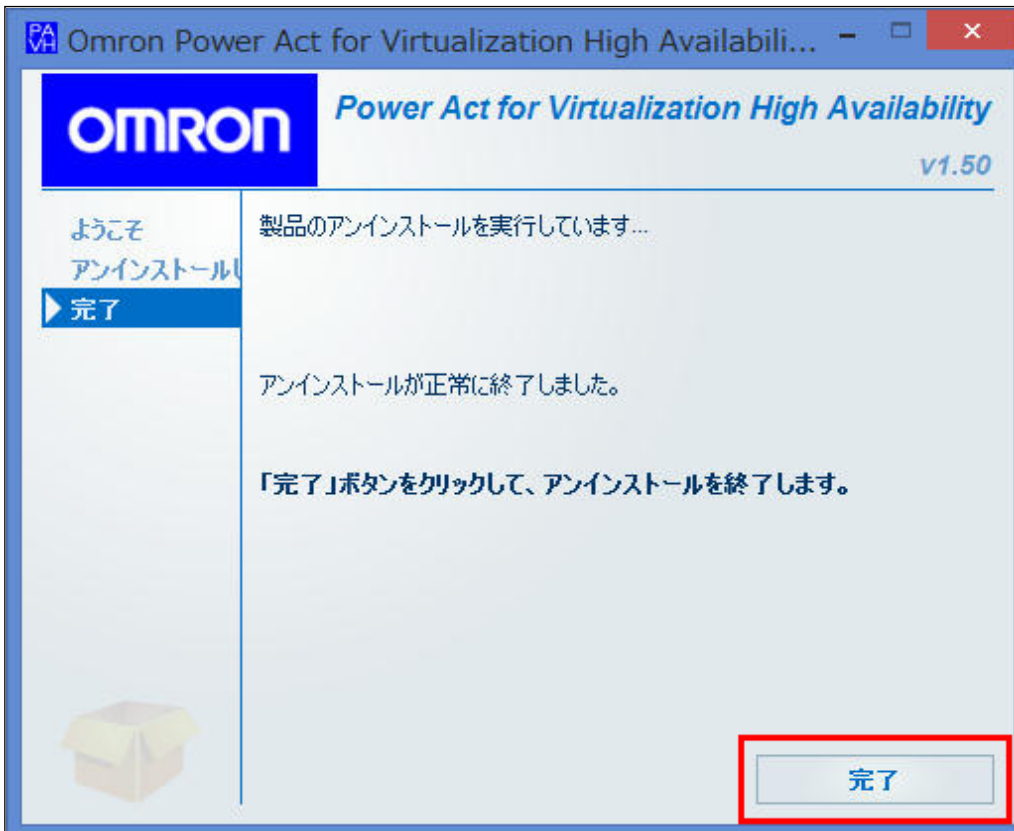 PA
VH
Omron Power Act for Virtualization High Availabili...
OMRON
Power Act for Virtualization High Availability
v1.50
ようこそ
アンインストールし
完了
製品のアンインストールを実行しています...
アンインストールが正常に終了しました。
「完了」ボタンをクリックして、アンインストールを終了します。
完了